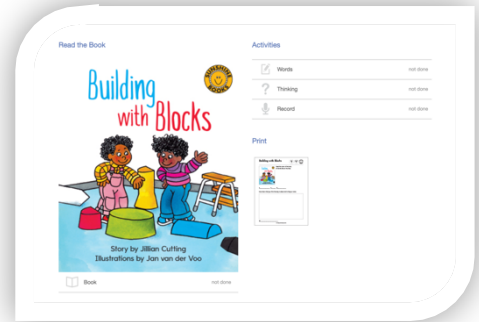 Read the Book
Building
with Blocks
SUNSHINE
BOOKS
Story by Jillian Cutting
Illustrations by Jan van der Voo
Book not done
Activities
Words not done
Thinking not done
Record not done
Print
Building with Blocks